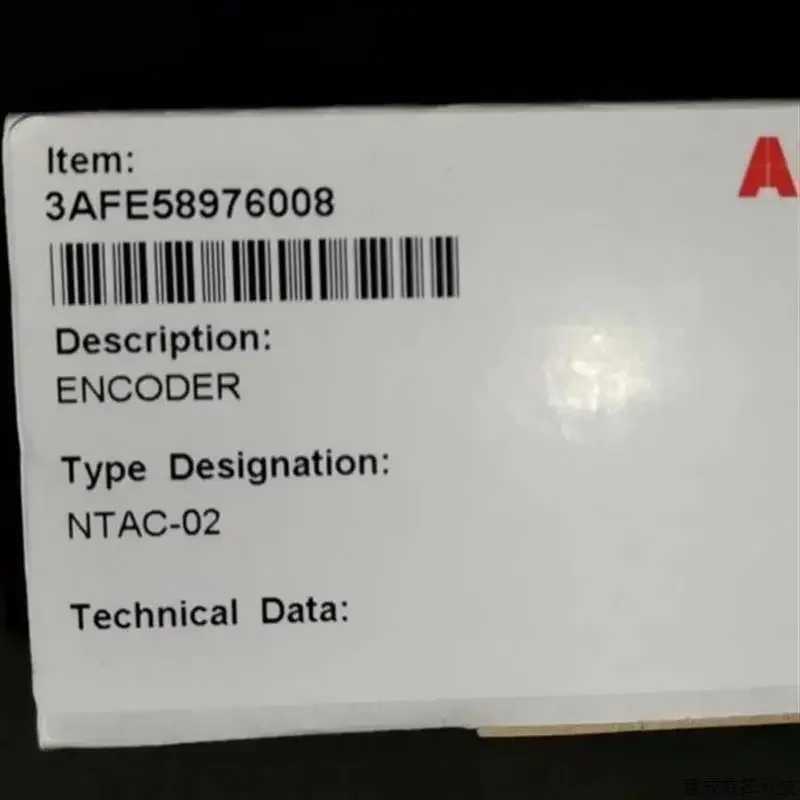 Item:
3AFE58976008
Description:
ENCODER
Type Designation:
NTAC-02
Technical Data:
A